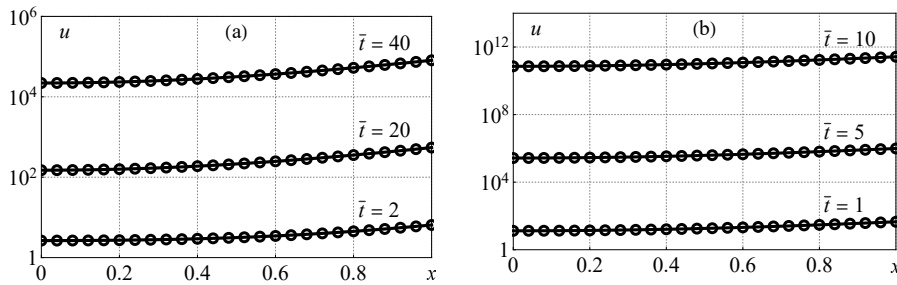 10^6 u (a) t̄ = 40
10^4
t̄ = 20
10^2
t̄ = 2
1
0 0.2 0.4 0.6 0.8 x
10^12 u (b) t̄ = 10
10^8
t̄ = 5
10^4
t̄ = 1
1
0 0.2 0.4 0.6 0.8 x